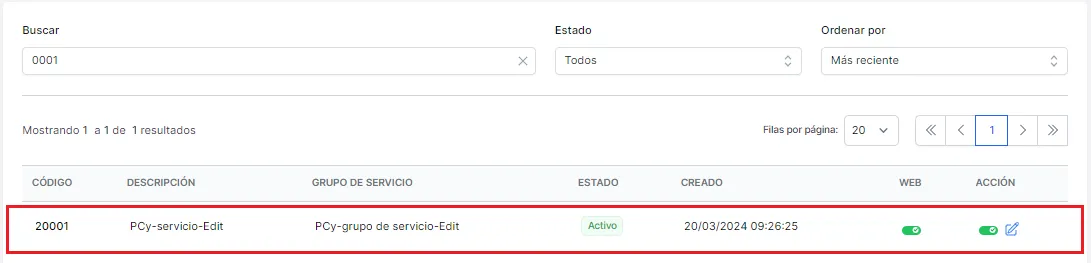 Buscar
Estado
Ordenar por
0001
Todos
Más reciente
Mostrando 1 a 1 de 1 resultados
Filas por página:
20
1
CÓDIGO DESCRIPCIÓN GRUPO DE SERVICIO ESTADO CREADO WEB ACCIÓN
20001 PCy-servicio-Edit PCy-grupo de servicio-Edit Activo 20/03/2024 09:26:25